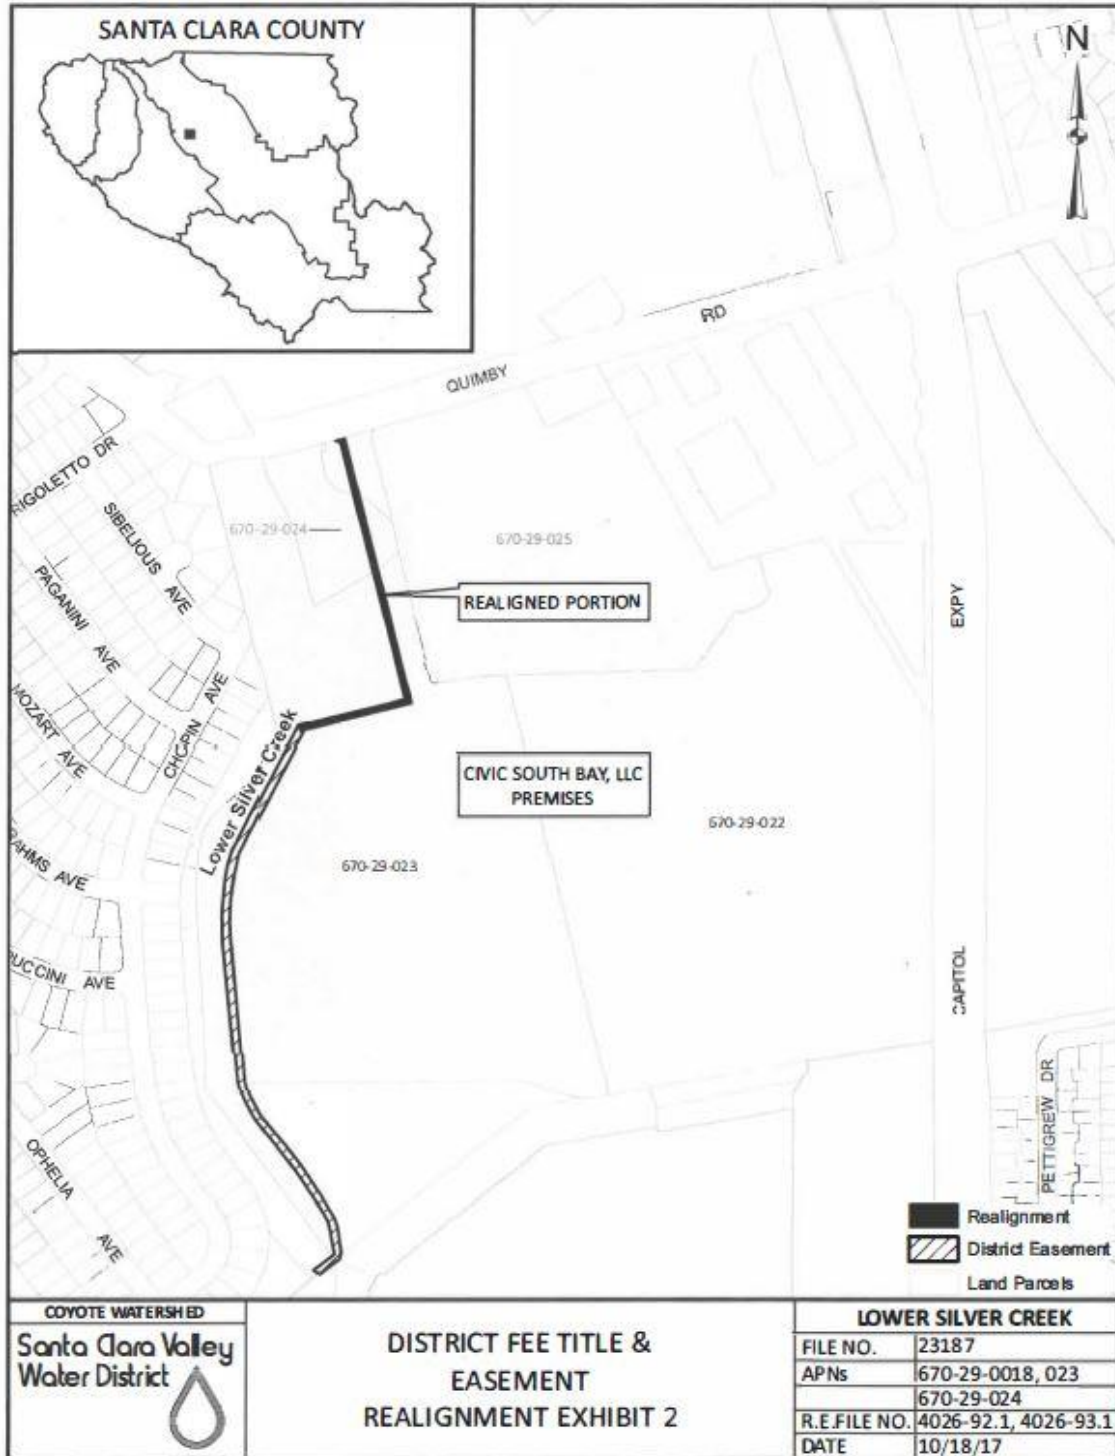 SANTA CLARA COUNTY
N
QUIMBY
RD
RIGOLETTO DR
SIBELIOUS AVE
PAGANINI AVE
MOZART AVE
CHOPIN AVE
Lower Silver Creek
670-29-024
670-29-025
REALIGNED PORTION
EXPY
CIVIC SOUTH BAY, LLC
PREMISES
670-29-022
670-29-023
RAHMS AVE
PUCCINI AVE
CAPITOL
OPHELIA AVE
PETTIGREW DR
Realignment
District Easement
Land Parcels
COYOTE WATERSHED
Santa Clara Valley
Water District
DISTRICT FEE TITLE &
EASEMENT
REALIGNMENT EXHIBIT 2
LOWER SILVER CREEK
FILE NO. 23187
APNs 670-29-0018, 023
670-29-024
R.E.FILE NO. 4026-92.1, 4026-93.1
DATE 10/18/17